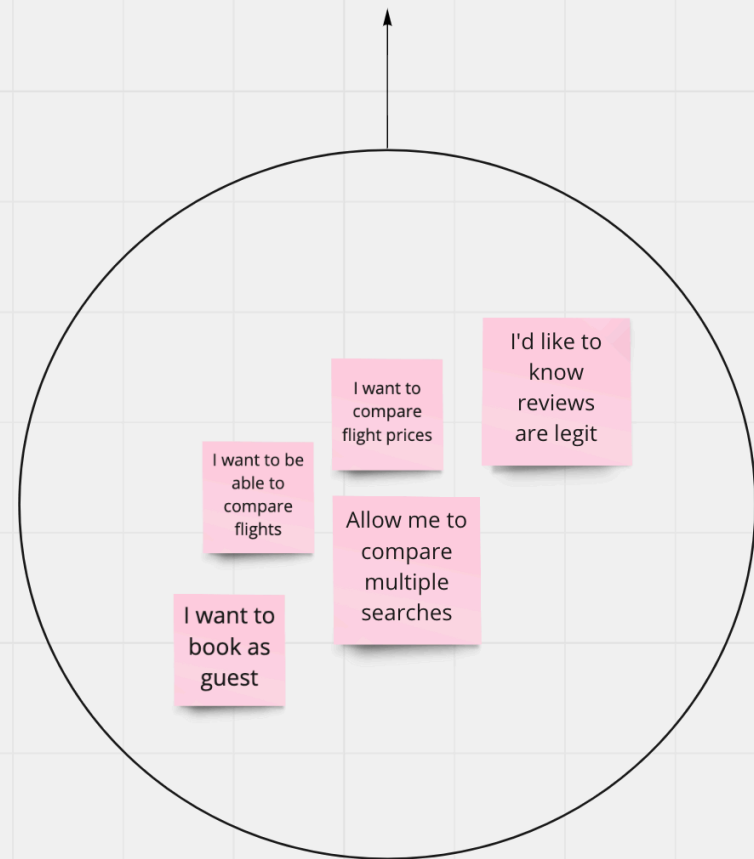 I'd like to
know
reviews
are legit
I want to
compare
flight prices
I want to be
able to
compare
flights
Allow me to
compare
multiple
searches
I want to
book as
guest